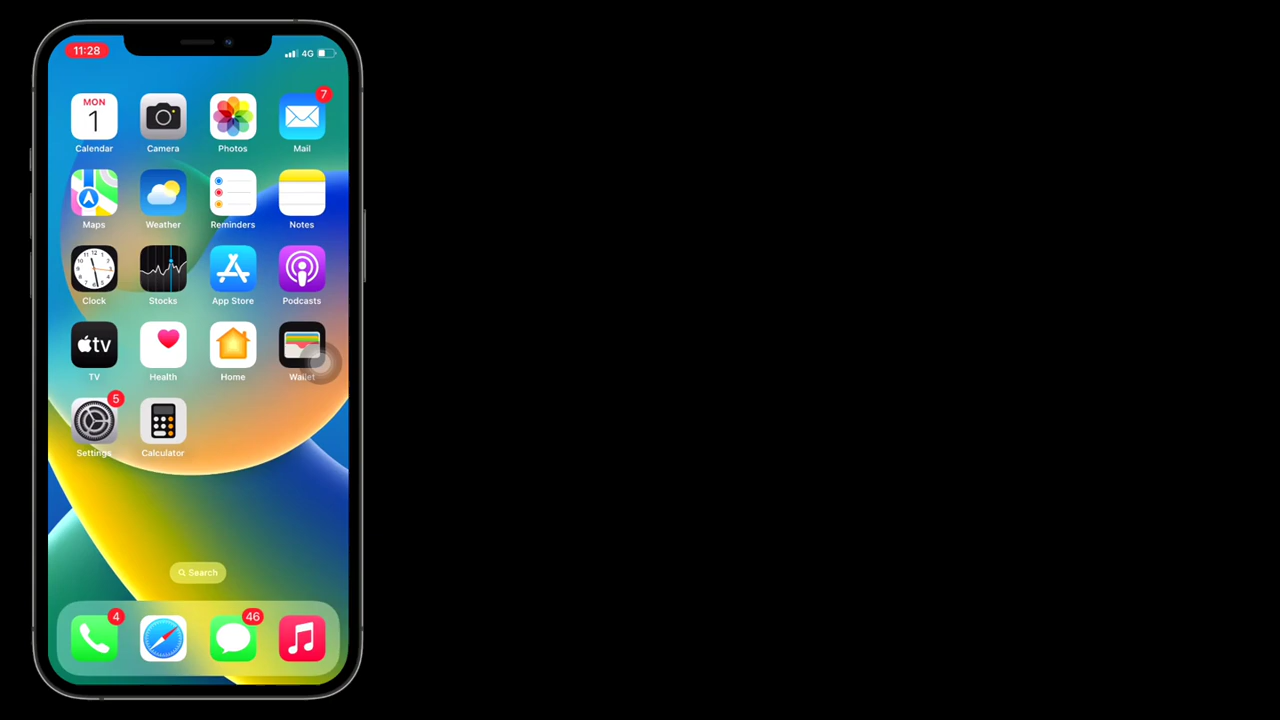 11:28
4G
MON
1
7
Calendar Camera Photos Mail
Maps Weather Reminders Notes
12
Clock Stocks App Store Podcasts
tv
TV Health Home Wallet
5
Settings Calculator
Search
4 46